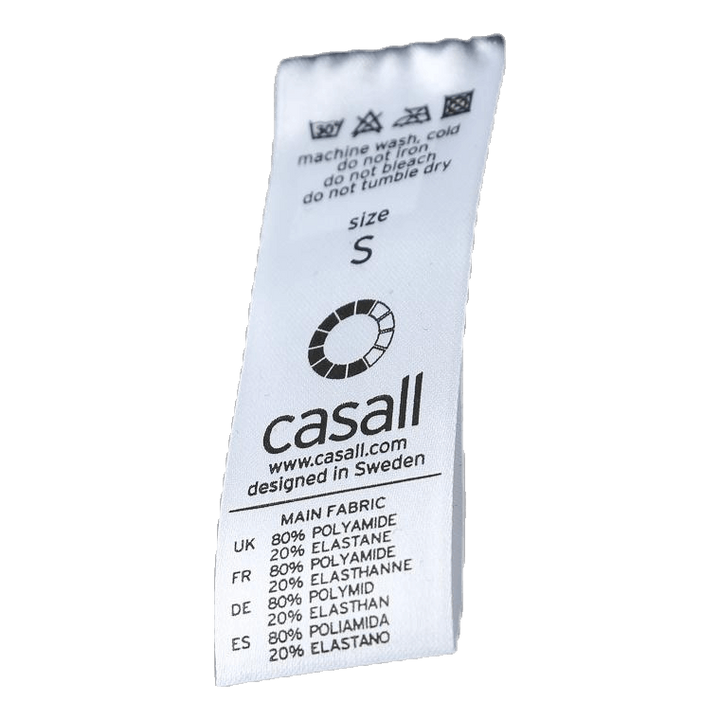 30°
machine wash, cold
do not iron
do not bleach
do not tumble dry
size
S
casall
www.casall.com
designed in Sweden
MAIN FABRIC
UK 80% POLYAMIDE
20% ELASTANE
FR 80% POLYAMIDE
20% ELASTHANNE
DE 80% POLYMID
20% ELASTHAN
ES 80% POLIAMIDA
20% ELASTANO